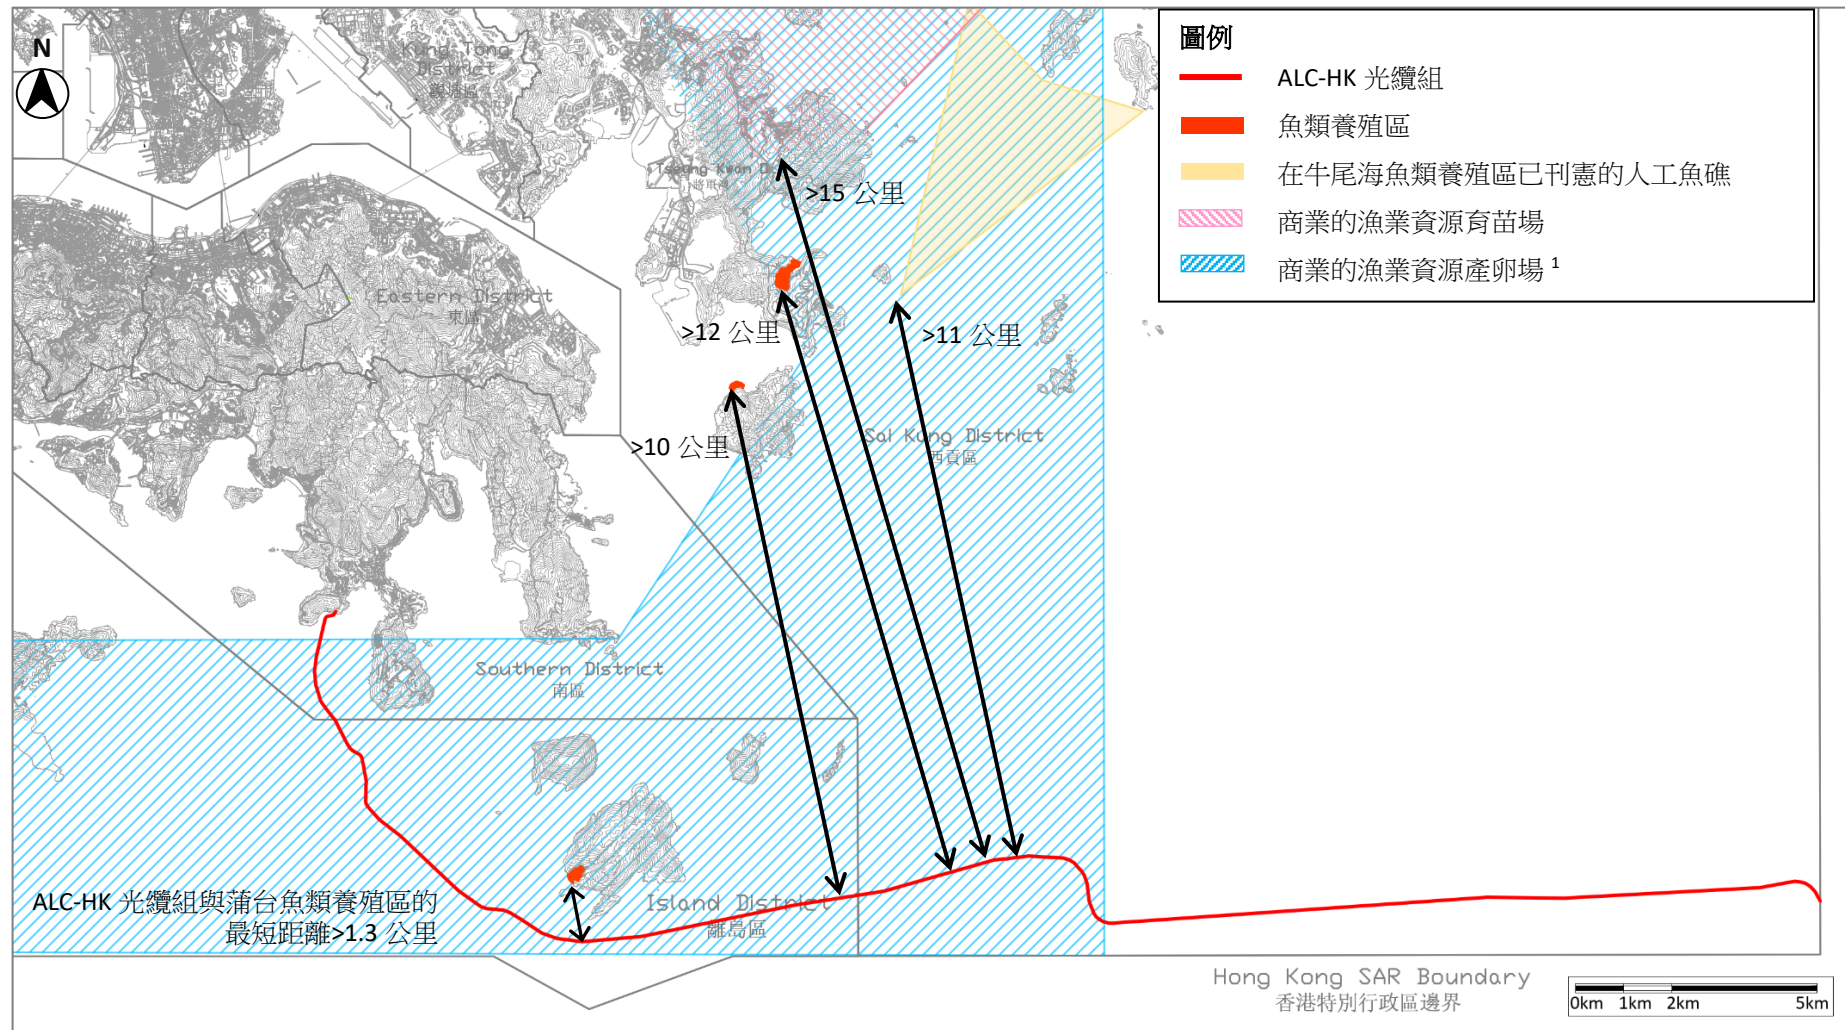 N
Kung Tong
District
觀塘區
Tseung Kwan O
將軍澳
>15 公里
Eastern District
東區
>12 公里
>11 公里
>10 公里
Sai Kung District
西貢區
Southern District
南區
ALC-HK 光纜組與蒲台魚類養殖區的
最短距離>1.3 公里
Island District
離島區
Hong Kong SAR Boundary
香港特別行政區邊界
0km 1km 2km 5km
圖例
ALC-HK 光纜組
魚類養殖區
在牛尾海魚類養殖區已刊憲的人工魚礁
商業的漁業資源育苗場
商業的漁業資源產卵場 1